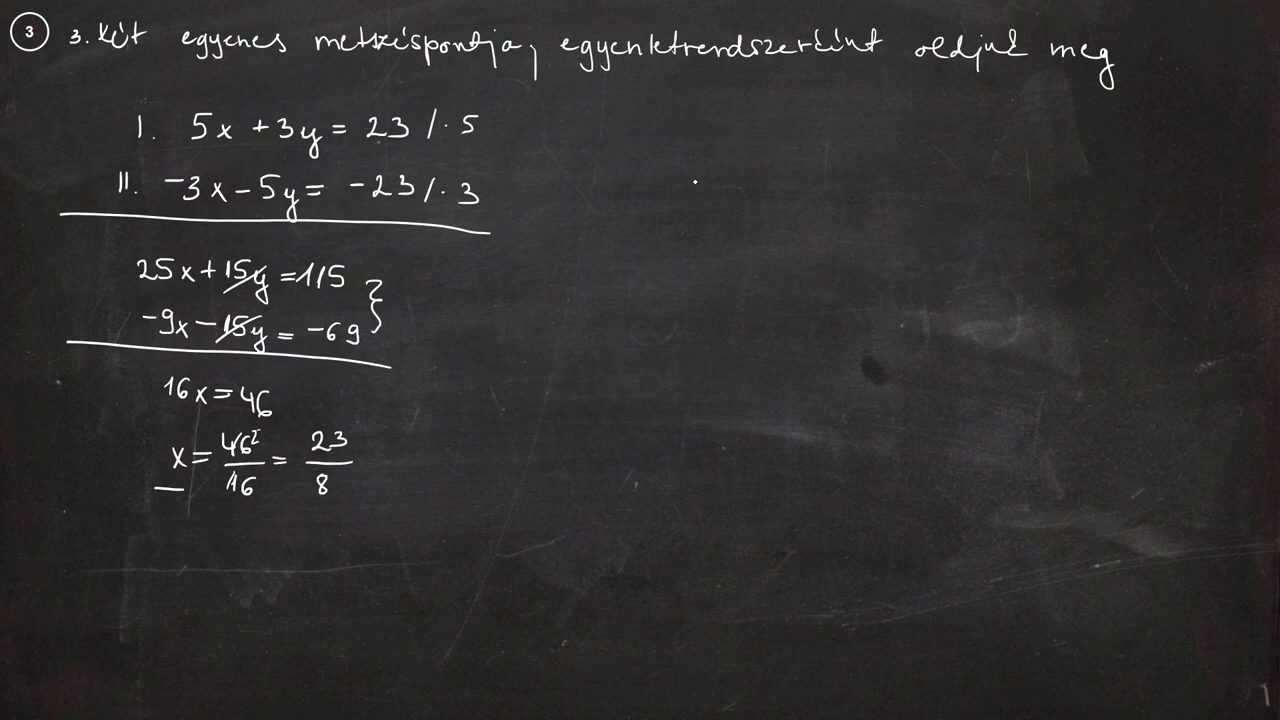 3
3. Két egyenes metszéspontja, egyenletrendszerként oldjuk meg
I. 5x + 3y = 23 /· 5
II. -3x - 5y = -23 /· 3
25x + 15y = 115
-9x - 15y = -69
16x = 46
x = 46/16 = 23/8